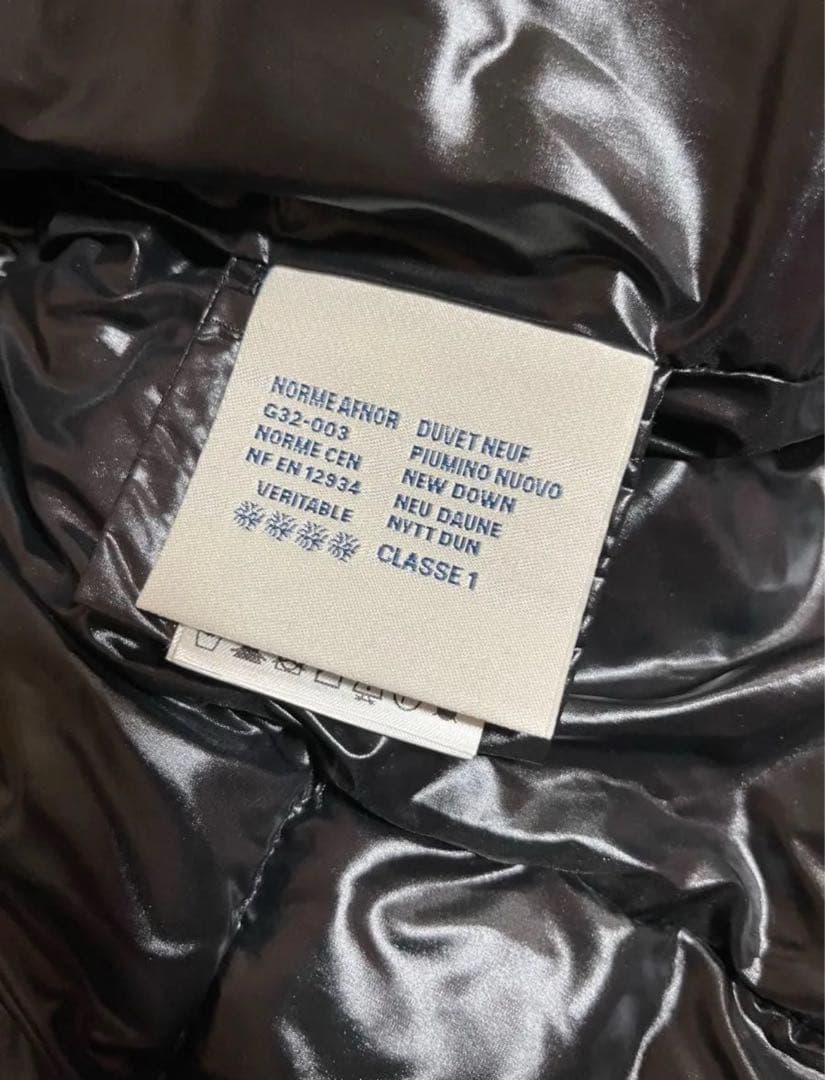 NORME AFNOR
G32-003
NORME CEN
NF EN 12934
VERITABLE
DUVET NEUF
PIUMINO NUOVO
NEW DOWN
NEU DAUNE
NYTT DUN
CLASSE 1